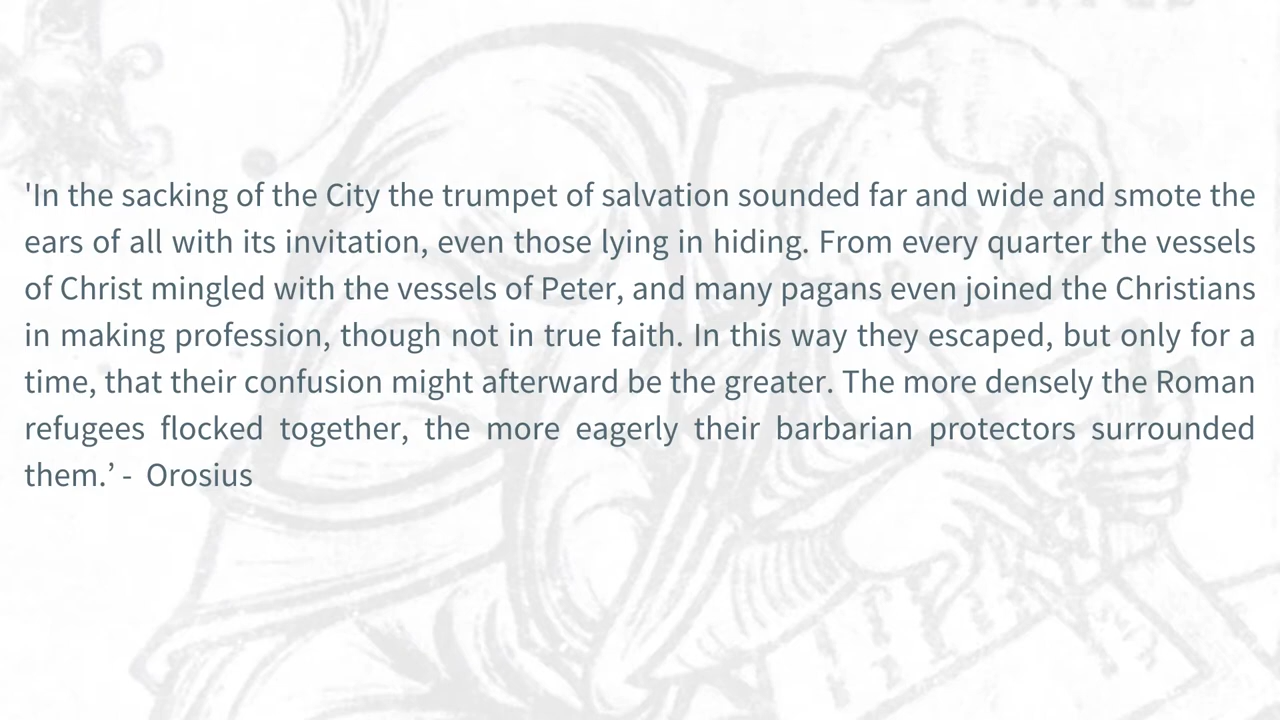 'In the sacking of the City the trumpet of salvation sounded far and wide and smote the
ears of all with its invitation, even those lying in hiding. From every quarter the vessels
of Christ mingled with the vessels of Peter, and many pagans even joined the Christians
in making profession, though not in true faith. In this way they escaped, but only for a
time, that their confusion might afterward be the greater. The more densely the Roman
refugees flocked together, the more eagerly their barbarian protectors surrounded
them.’ -  Orosius